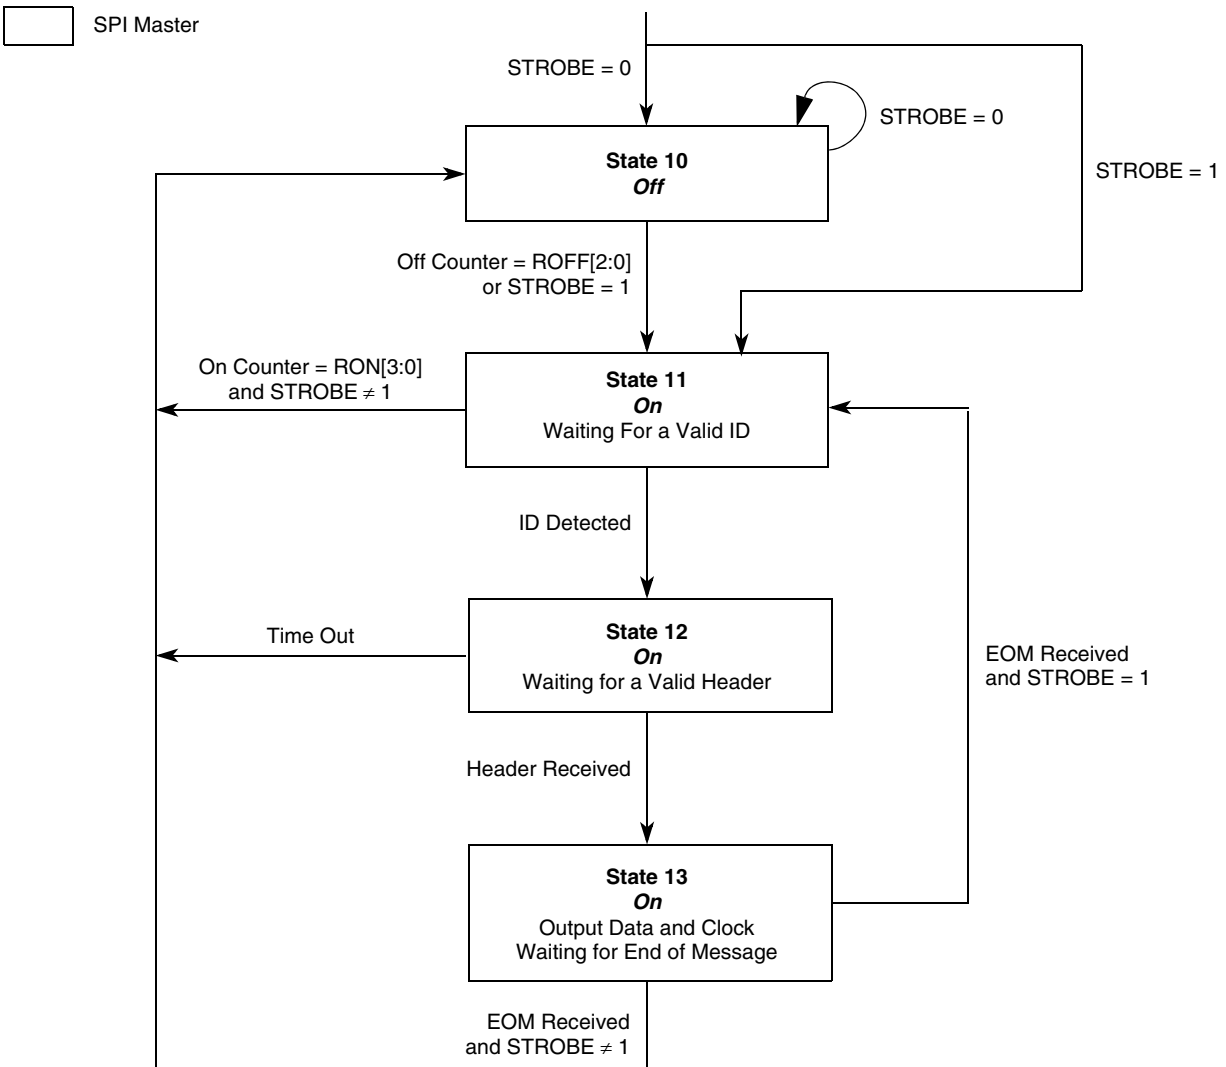 SPI Master
STROBE = 0
STROBE = 0
STROBE = 1
State 10
Off
Off Counter = ROFF[2:0]
or STROBE = 1
On Counter = RON[3:0]
and STROBE ≠ 1
State 11
On
Waiting For a Valid ID
ID Detected
State 12
On
Waiting for a Valid Header
Time Out
EOM Received
and STROBE = 1
Header Received
State 13
On
Output Data and Clock
Waiting for End of Message
EOM Received
and STROBE ≠ 1